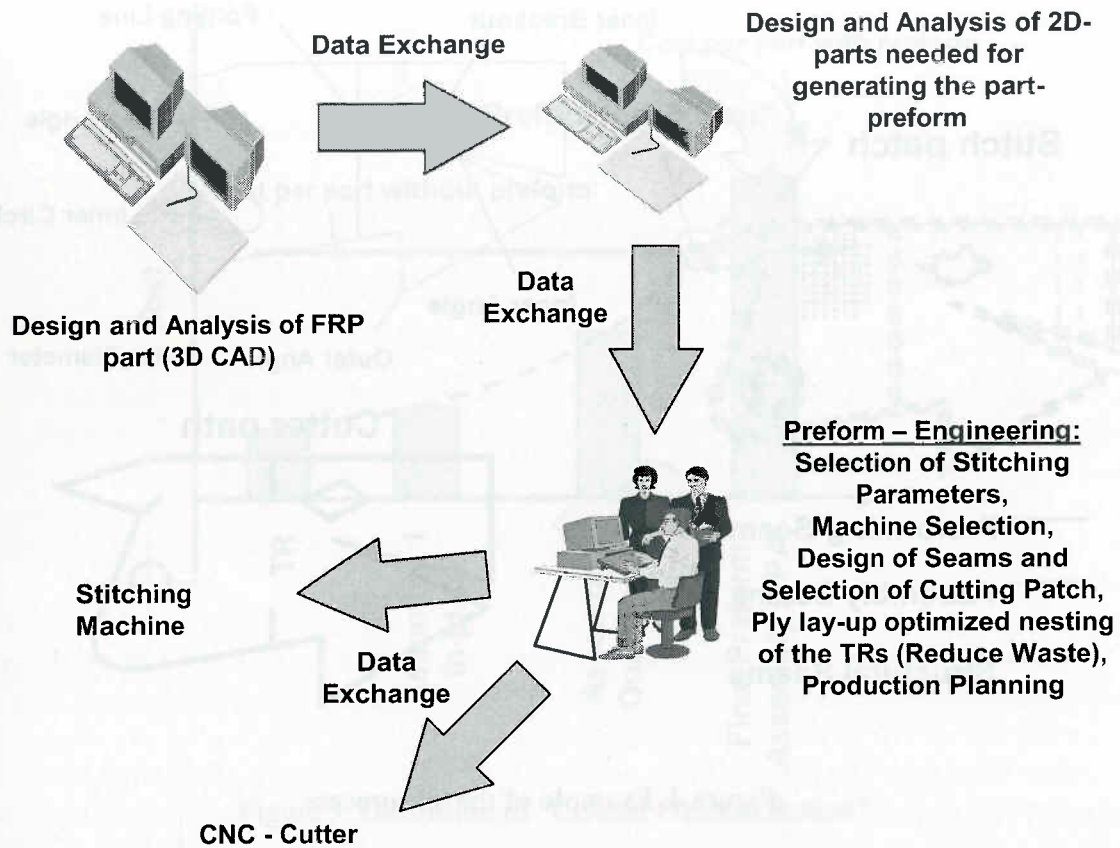 Data Exchange
Design and Analysis of 2D-
parts needed for
generating the part-
preform
Data
Exchange
Design and Analysis of FRP
part (3D CAD)
Preform – Engineering:
Selection of Stitching
Parameters,
Machine Selection,
Design of Seams and
Selection of Cutting Patch,
Ply lay-up optimized nesting
of the TRs (Reduce Waste),
Production Planning
Stitching
Machine
Data
Exchange
CNC - Cutter